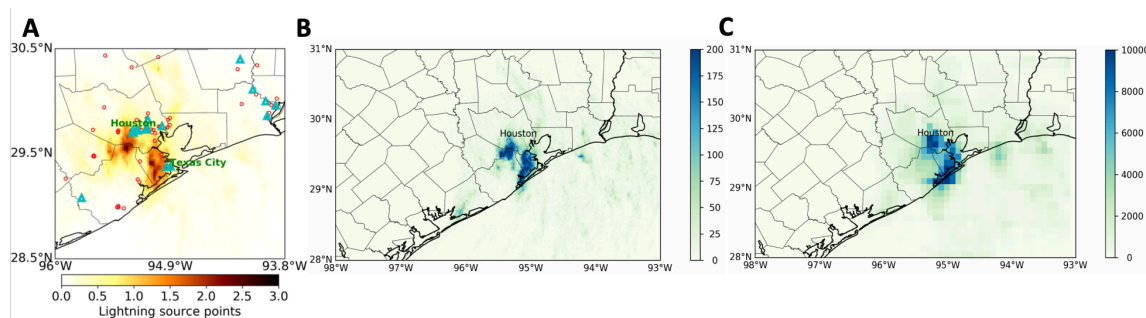 A
30.5°N
29.5°N
28.5°N
96°W
94.9°W
93.8°W
Houston
Texas City
0.0
0.5
1.0
1.5
2.0
2.5
3.0
Lightning source points
B
31°N
30°N
29°N
28°N
98°W
97°W
96°W
95°W
94°W
93°W
Houston
200
175
150
125
100
75
50
25
0
C
31°N
30°N
29°N
28°N
98°W
97°W
96°W
95°W
94°W
93°W
Houston
10000
8000
6000
4000
2000
0